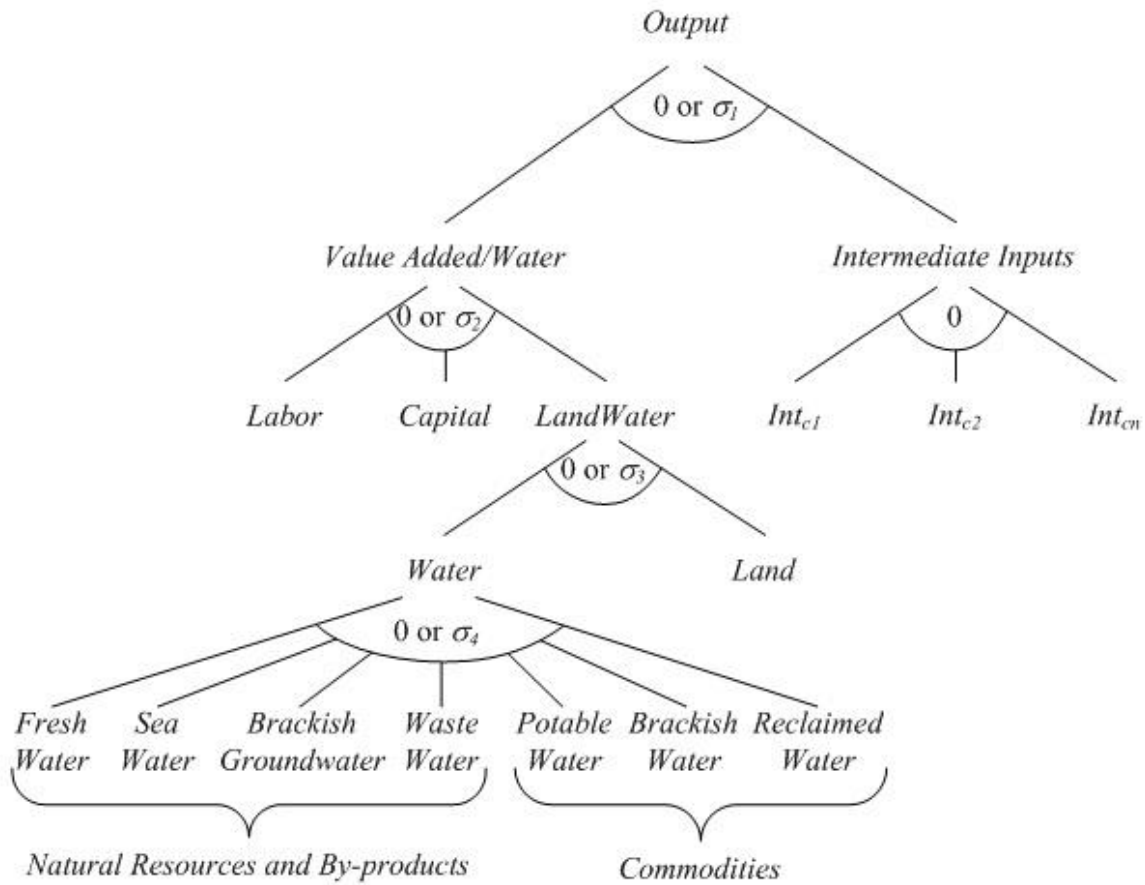 Output
0 or σ1
Value Added/Water Intermediate Inputs
0 or σ2 0
Labor Capital LandWater Intc1 Intc2 Intcn
0 or σ3
Water Land
0 or σ4
Fresh Sea Brackish Waste Potable Brackish Reclaimed
Water Water Groundwater Water Water Water Water
Natural Resources and By-products Commodities